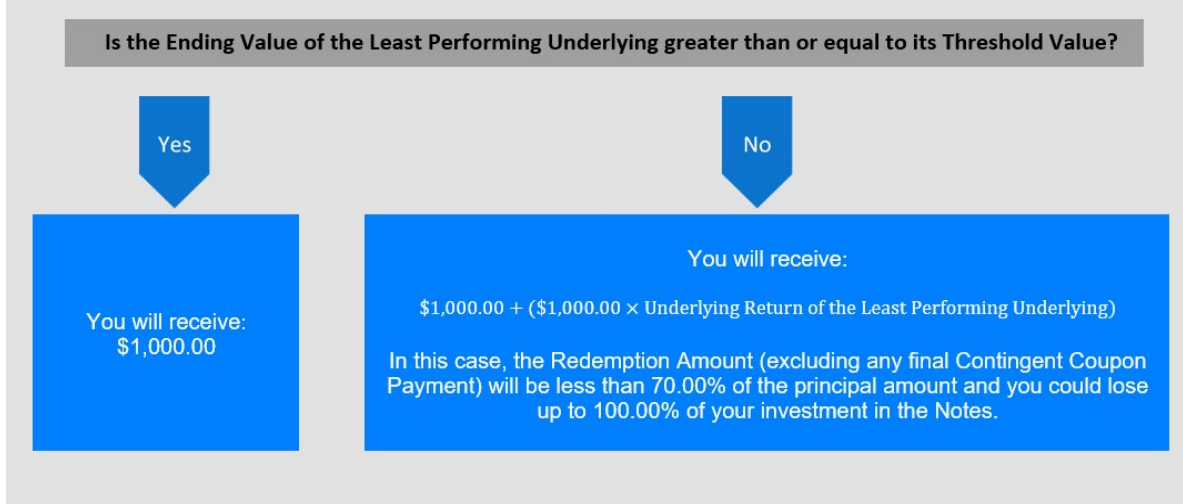 Is the Ending Value of the Least Performing Underlying greater than or equal to its Threshold Value?
Yes
No
You will receive:
$1,000.00
You will receive:
$1,000.00 + ($1,000.00 × Underlying Return of the Least Performing Underlying)
In this case, the Redemption Amount (excluding any final Contingent Coupon
Payment) will be less than 70.00% of the principal amount and you could lose
up to 100.00% of your investment in the Notes.